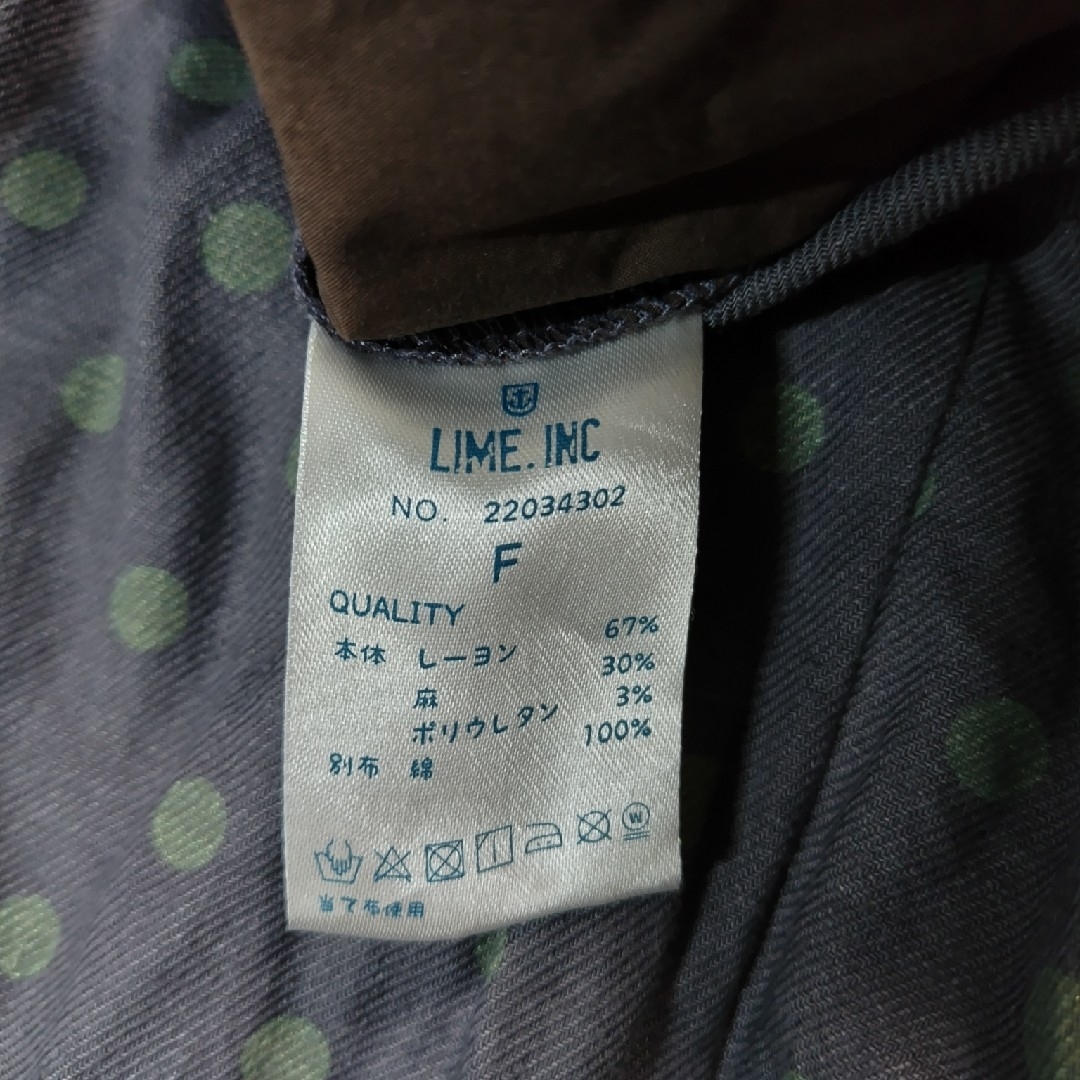 LIME.INC
NO. 22034302
F
QUALITY
本体 レーヨン 67%
麻 30%
ポリウレタン 3%
別布 綿 100%
W
当て布使用